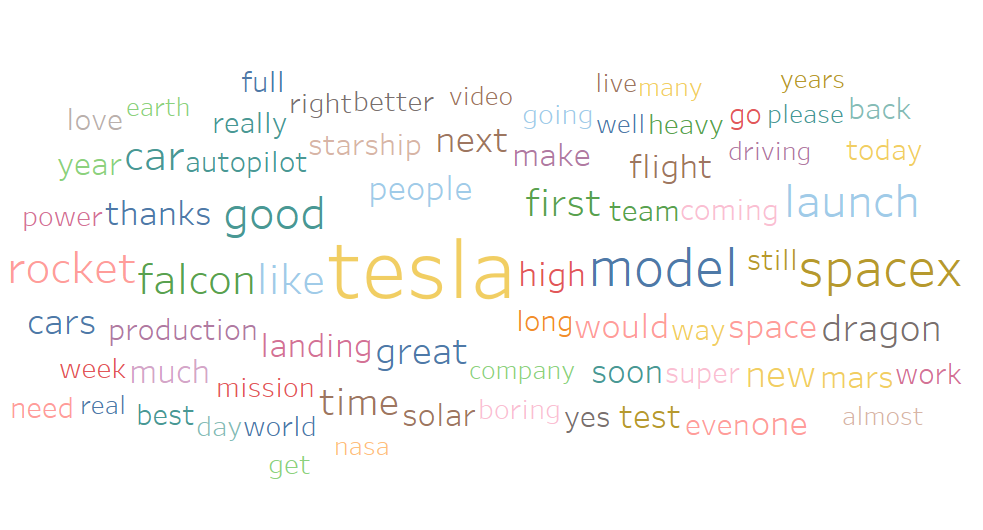 full
live
many
years
love
earth
right
better
video
really
going
well
heavy
go
please
back
year
car
autopilot
starship
next
make
flight
driving
today
people
power
thanks
good
first
team
coming
launch
rocket
falcon
like
tesla
high
model
still
spacex
cars
production
landing
great
long
would
way
space
dragon
week
much
mission
company
soon
super
new
mars
work
need
real
best
day
world
time
solar
boring
yes
test
even
one
almost
nasa
get